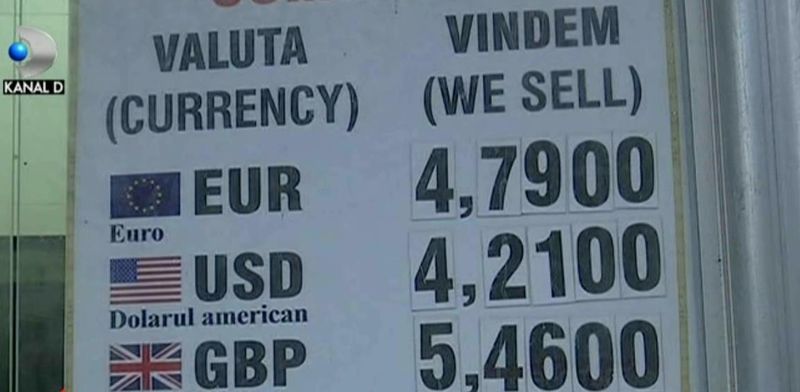 KANAL D
VALUTA
(CURRENCY)
VINDEM
(WE SELL)
EUR 4,7900
Euro
USD 4,2100
Dolarul american
GBP 5,4600